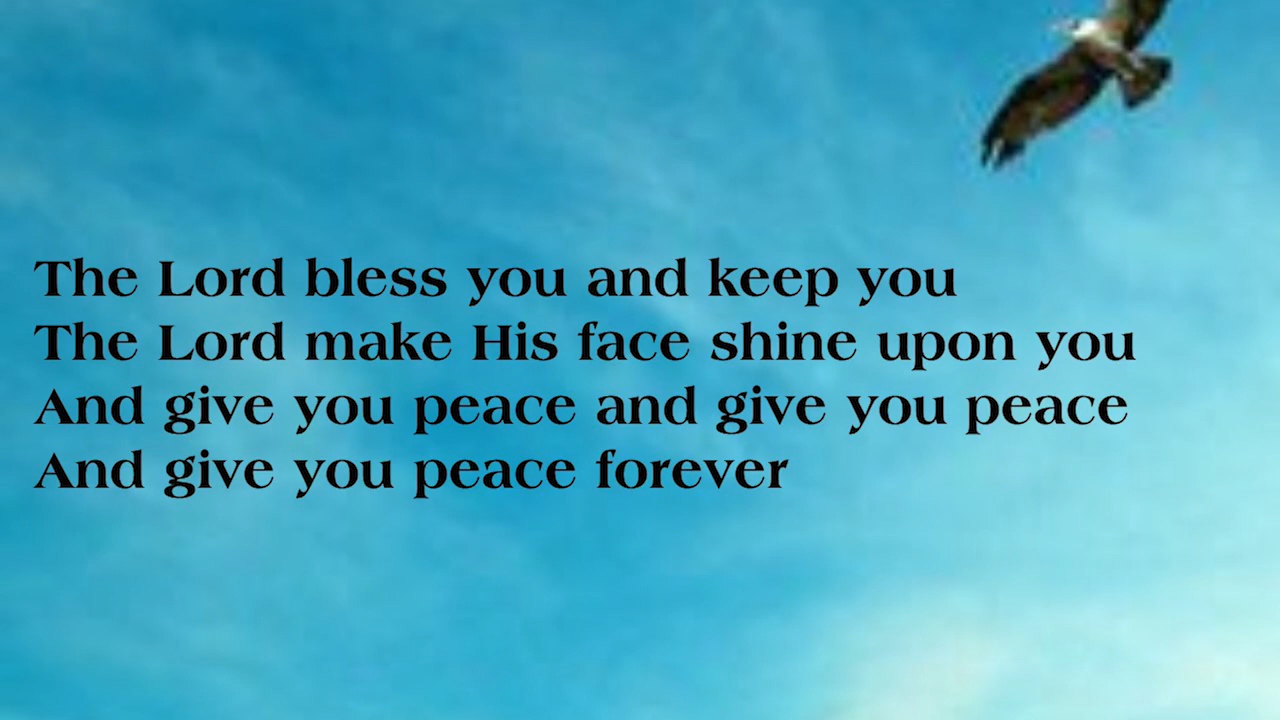 The Lord bless you and keep you
The Lord make His face shine upon you
And give you peace and give you peace
And give you peace forever